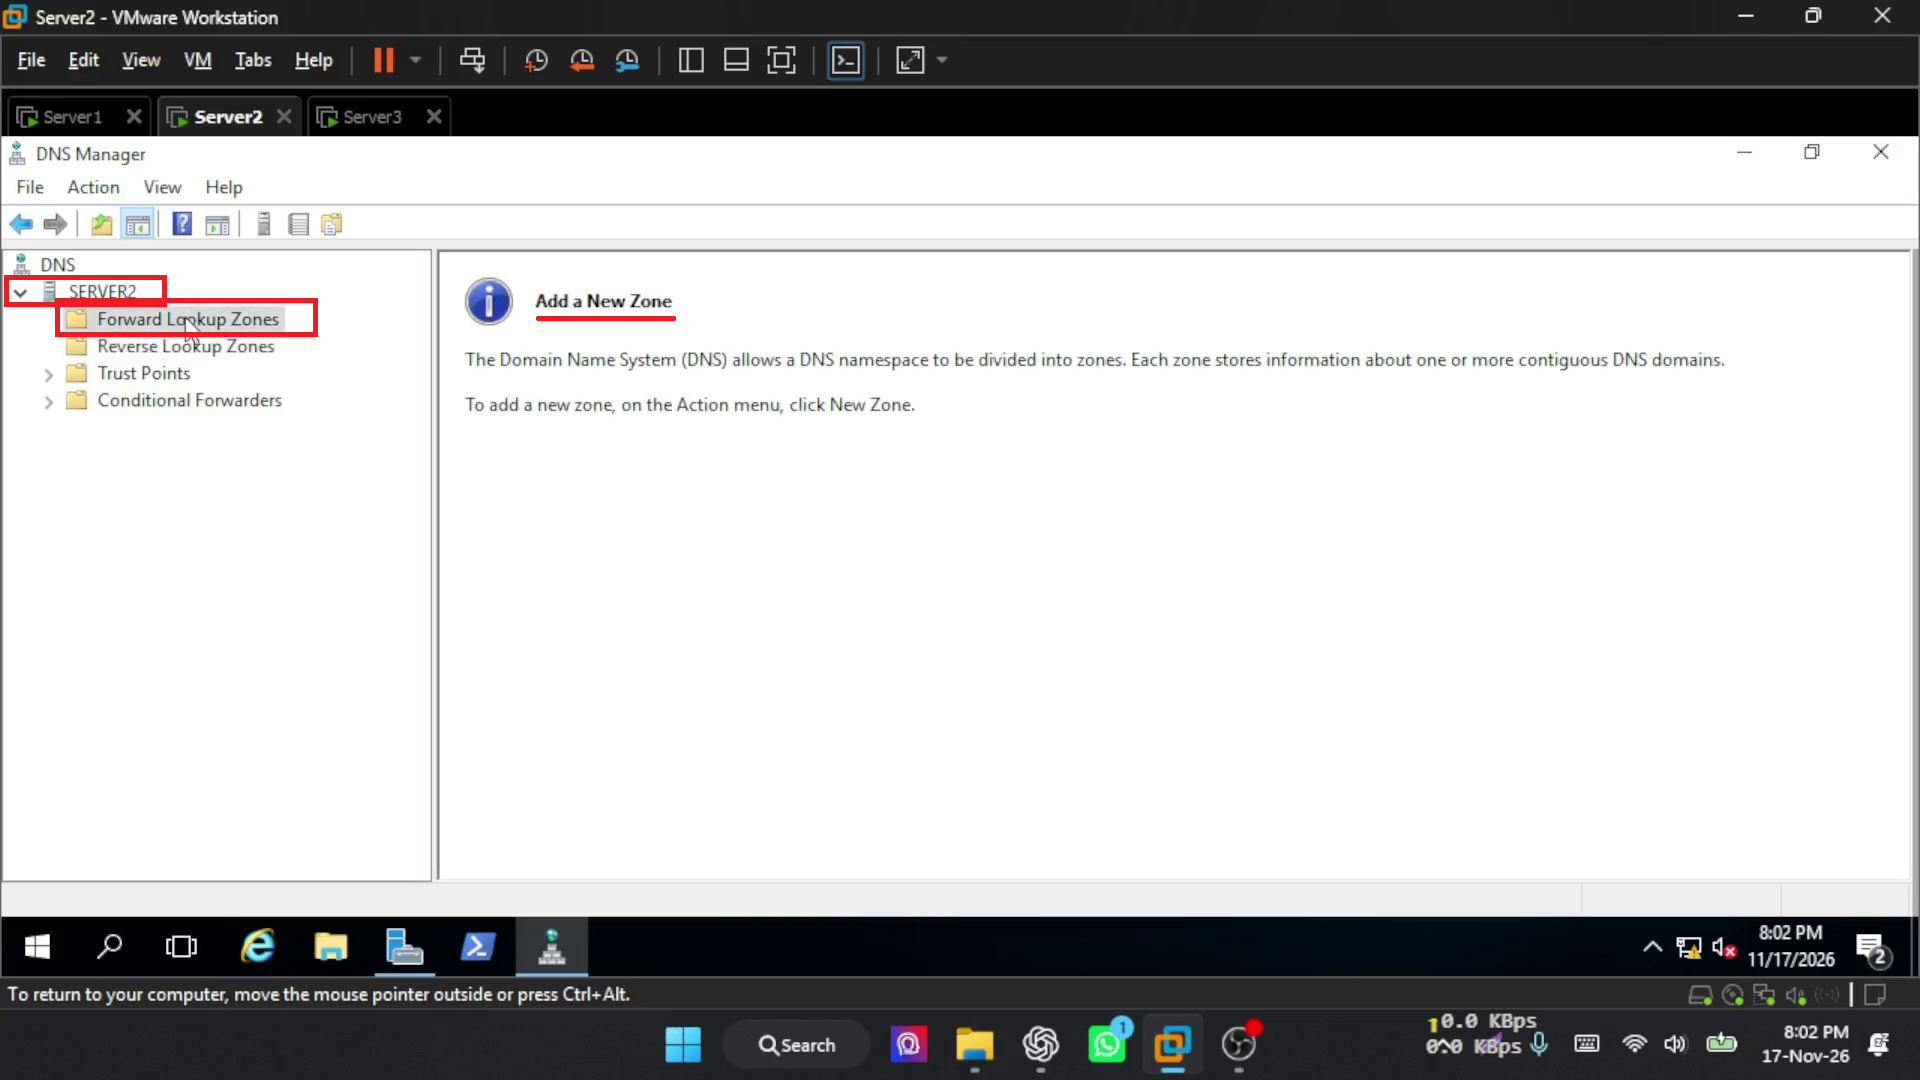 Server2 - VMware Workstation
File Edit View VM Tabs Help
Server1 Server2 Server3
DNS Manager
File Action View Help
DNS
SERVER2
Forward Lookup Zones
Reverse Lookup Zones
Trust Points
Conditional Forwarders
Add a New Zone
The Domain Name System (DNS) allows a DNS namespace to be divided into zones. Each zone stores information about one or more contiguous DNS domains.
To add a new zone, on the Action menu, click New Zone.
8:02 PM
11/17/2026
2
To return to your computer, move the mouse pointer outside or press Ctrl+Alt.
Search
1
0.0 KBps
0.0 KBps
8:02 PM
17-Nov-26